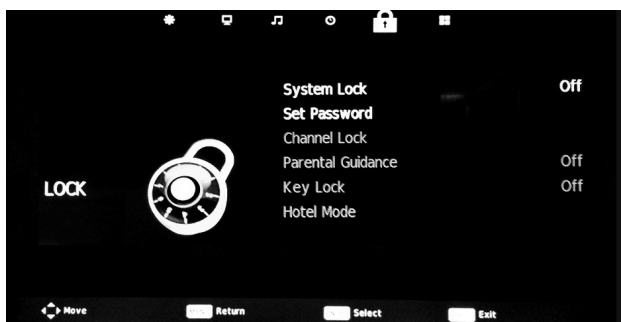 System Lock Off
Set Password
Channel Lock
Parental Guidance Off
LOCK
Key Lock Off
Hotel Mode
Move Return Select Exit